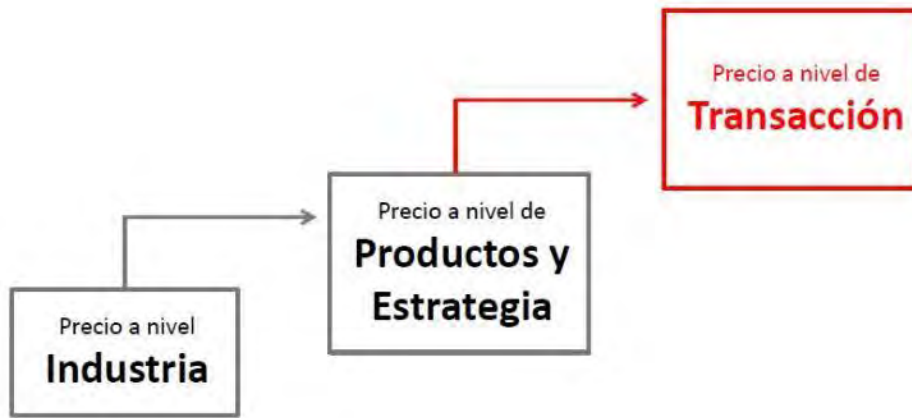 Precio a nivel de
Transacción
Precio a nivel de
Productos y
Estrategia
Precio a nivel
Industria